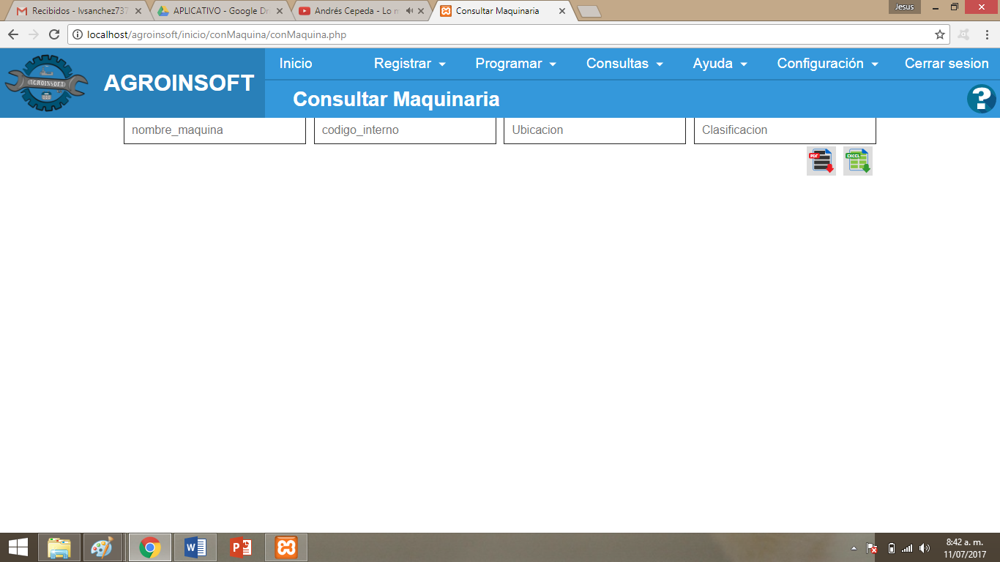 Recibidos - lvsanchez737
APLICATIVO - Google Dr
Andrés Cepeda - Lo m
Consultar Maquinaria
Jesus
localhost/agroinsoft/inicio/conMaquina/conMaquina.php
AGROINSOFT
AGROINSOFT
Inicio
Registrar
Programar
Consultas
Ayuda
Configuración
Cerrar sesion
Consultar Maquinaria
?
nombre_maquina
codigo_interno
Ubicacion
Clasificacion
PDF
EXCEL
8:42 a. m.
11/07/2017